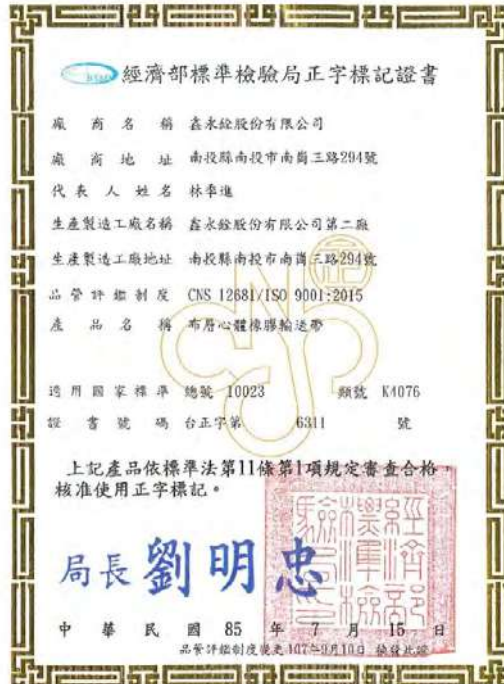 經濟部標準檢驗局正字標記證書
廠商名稱 鑫永銓股份有限公司
廠商地址 南投縣南投市南崗三路294號
代表人姓名 林季進
生產製造工廠名稱 鑫永銓股份有限公司第二廠
生產製造工廠地址 南投縣南投市南崗三路294號
品管評鑑制度 CNS 12681/ISO 9001:2015
產品名稱 布層心體橡膠輸送帶
適用國家標準 總號 10023 類號 K4076
證書號碼 台正字第 6311 號
上記產品依標準法第11條第1項規定審查合格,
核准使用正字標記。
局長 劉明忠
經濟部標準檢驗局
中華民國 85 年 7 月 15 日
品管評鑑制度變更 107年9月10日 換發此證